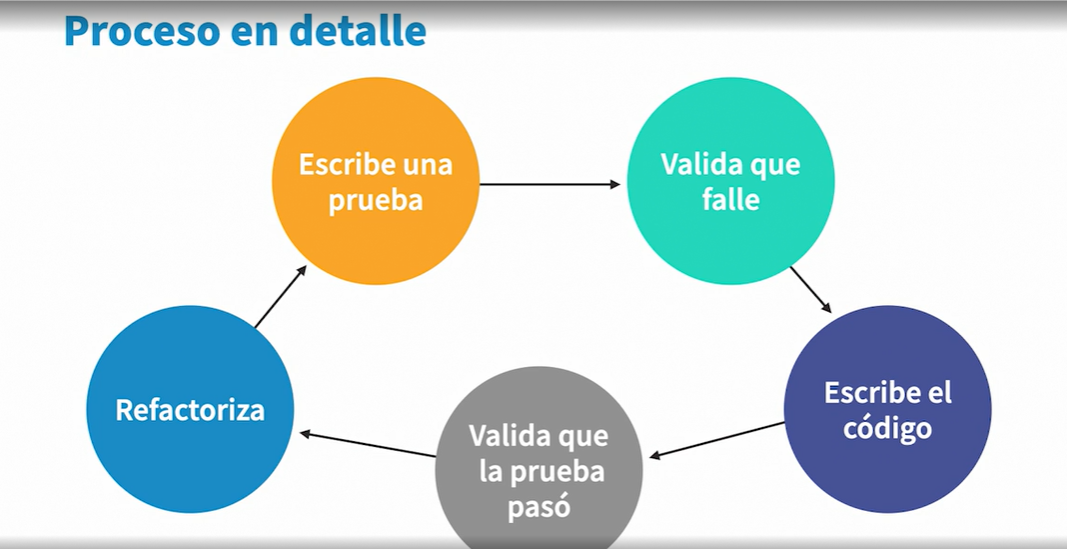 Proceso en detalle
Escribe una
prueba
Valida que
falle
Escribe el
código
Valida que
la prueba
pasó
Refactoriza